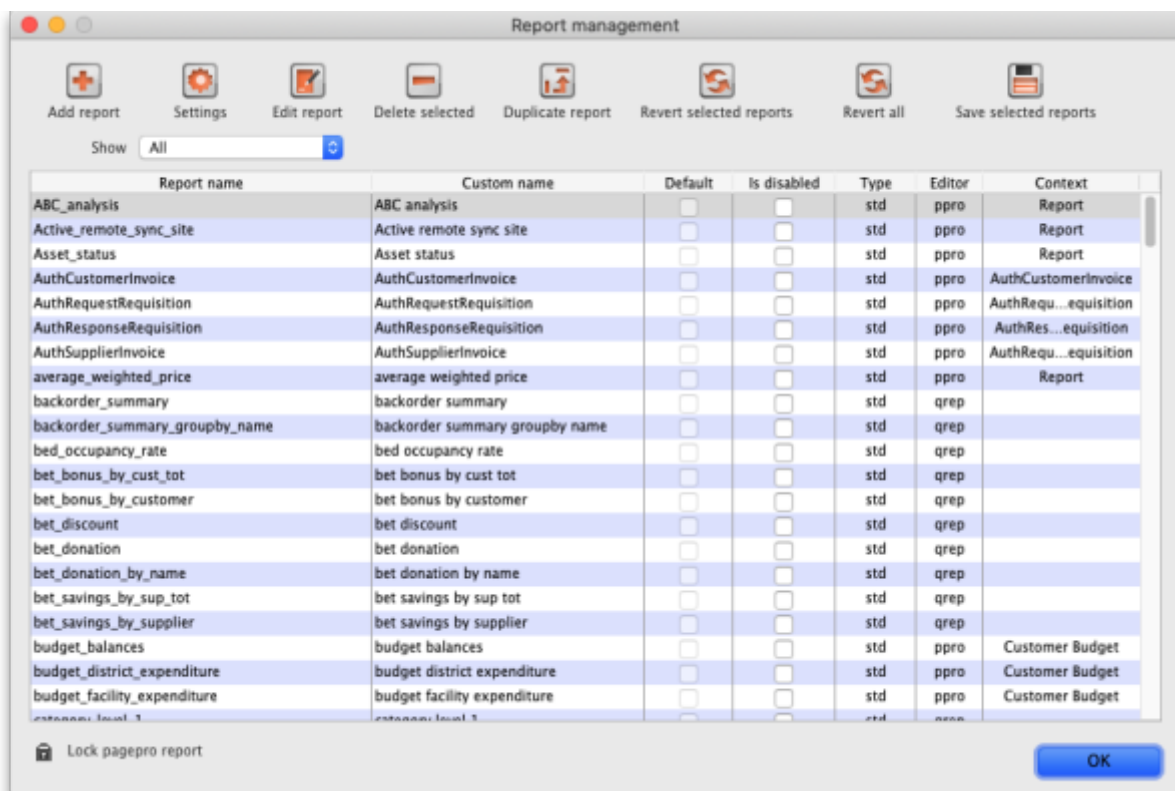 Report management
Add report Settings Edit report Delete selected Duplicate report Revert selected reports Revert all Save selected reports
Show All
Report name Custom name Default Is disabled Type Editor Context
ABC_analysis ABC analysis std ppro Report
Active_remote_sync_site Active remote sync site std ppro Report
Asset_status Asset status std ppro Report
AuthCustomerInvoice AuthCustomerInvoice std ppro AuthCustomerInvoice
AuthRequestRequisition AuthRequestRequisition std ppro AuthRequ...equisition
AuthResponseRequisition AuthResponseRequisition std ppro AuthRes...equisition
AuthSupplierInvoice AuthSupplierInvoice std ppro AuthRequ...equisition
average_weighted_price average weighted price std ppro Report
backorder_summary backorder summary std qrep
backorder_summary_groupby_name backorder summary groupby name std qrep
bed_occupancy_rate bed occupancy rate std qrep
bet_bonus_by_cust_tot bet bonus by cust tot std qrep
bet_bonus_by_customer bet bonus by customer std qrep
bet_discount bet discount std qrep
bet_donation bet donation std qrep
bet_donation_by_name bet donation by name std qrep
bet_savings_by_sup_tot bet savings by sup tot std qrep
bet_savings_by_supplier bet savings by supplier std qrep
budget_balances budget balances std ppro Customer Budget
budget_district_expenditure budget district expenditure std ppro Customer Budget
budget_facility_expenditure budget facility expenditure std ppro Customer Budget
category_level_1 category level 1 std qrep
Lock pagepro report
OK